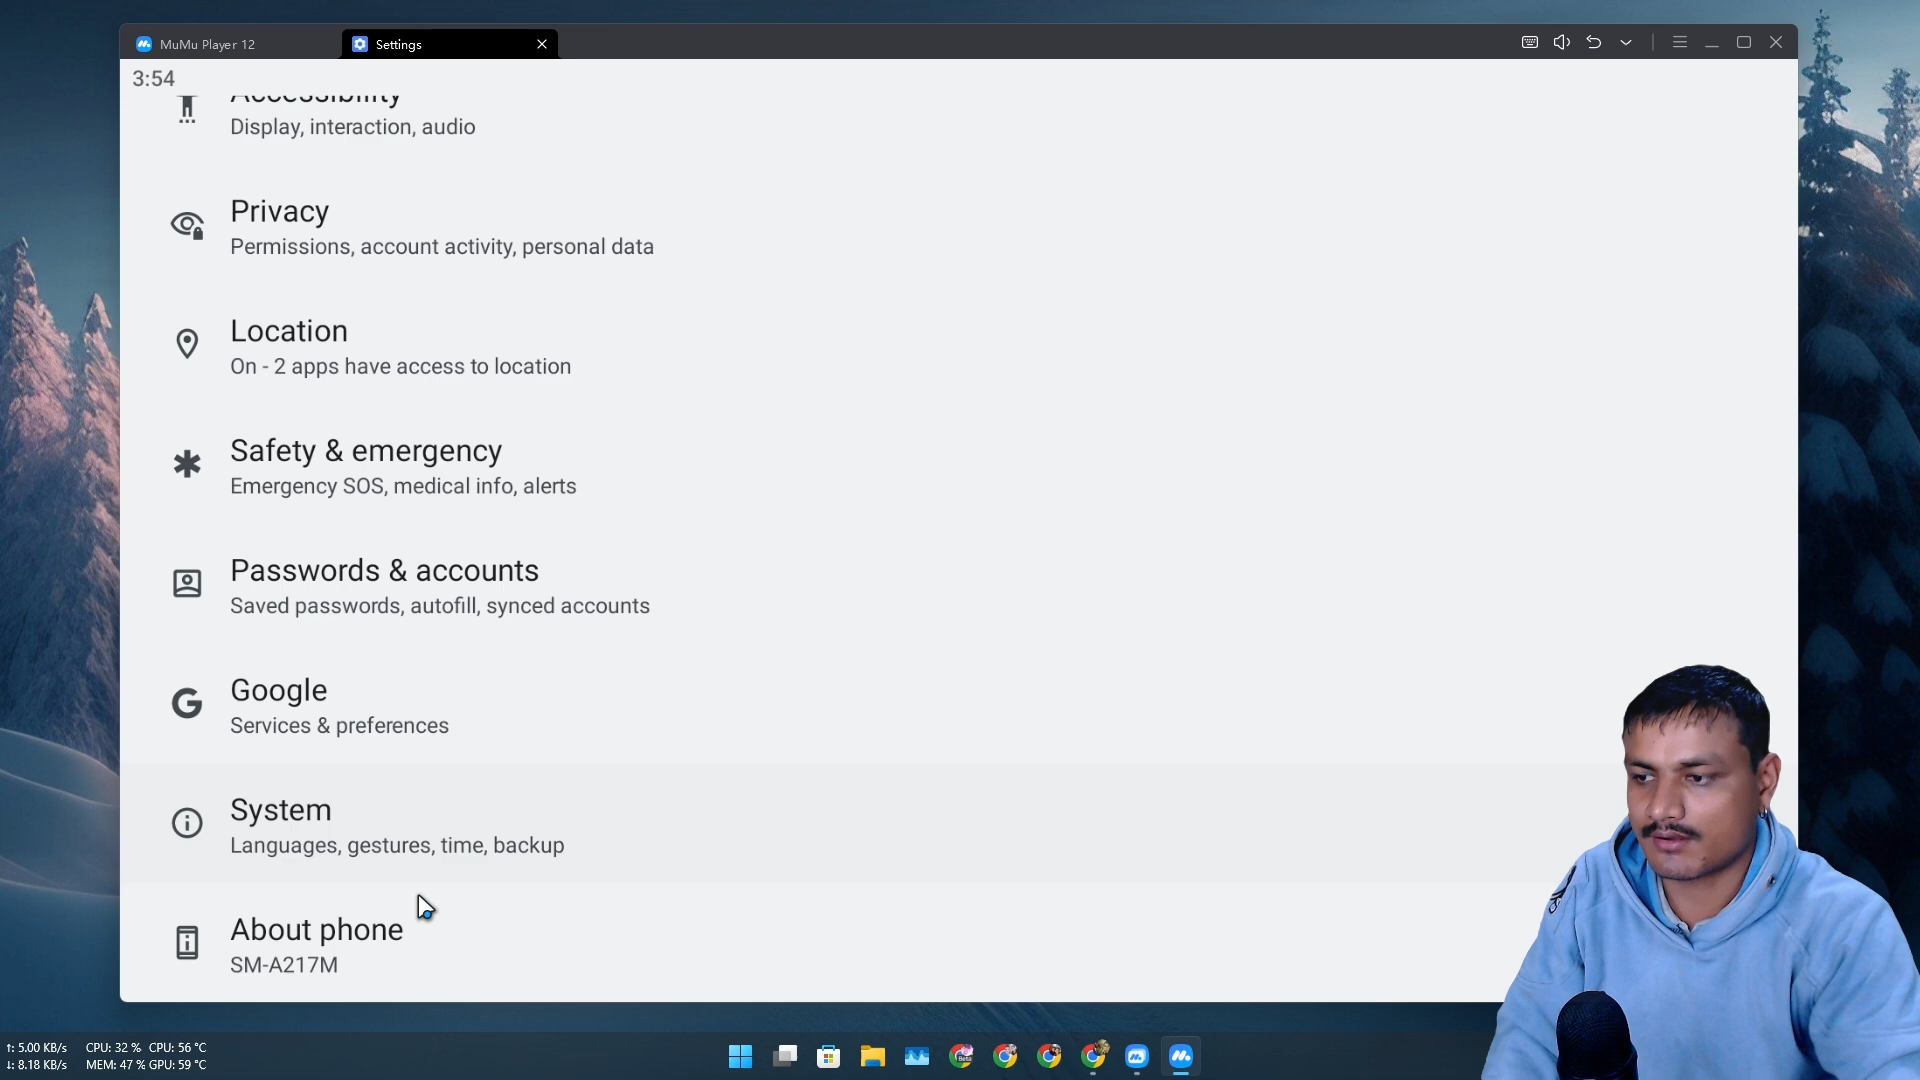 MuMu Player 12
Settings
3:54
Accessibility
Display, interaction, audio
Privacy
Permissions, account activity, personal data
Location
On - 2 apps have access to location
Safety & emergency
Emergency SOS, medical info, alerts
Passwords & accounts
Saved passwords, autofill, synced accounts
Google
Services & preferences
System
Languages, gestures, time, backup
About phone
SM-A217M
↑: 5.00 KB/s CPU: 32 % CPU: 56 °C
↓: 8.18 KB/s MEM: 47 % GPU: 59 °C
Beta